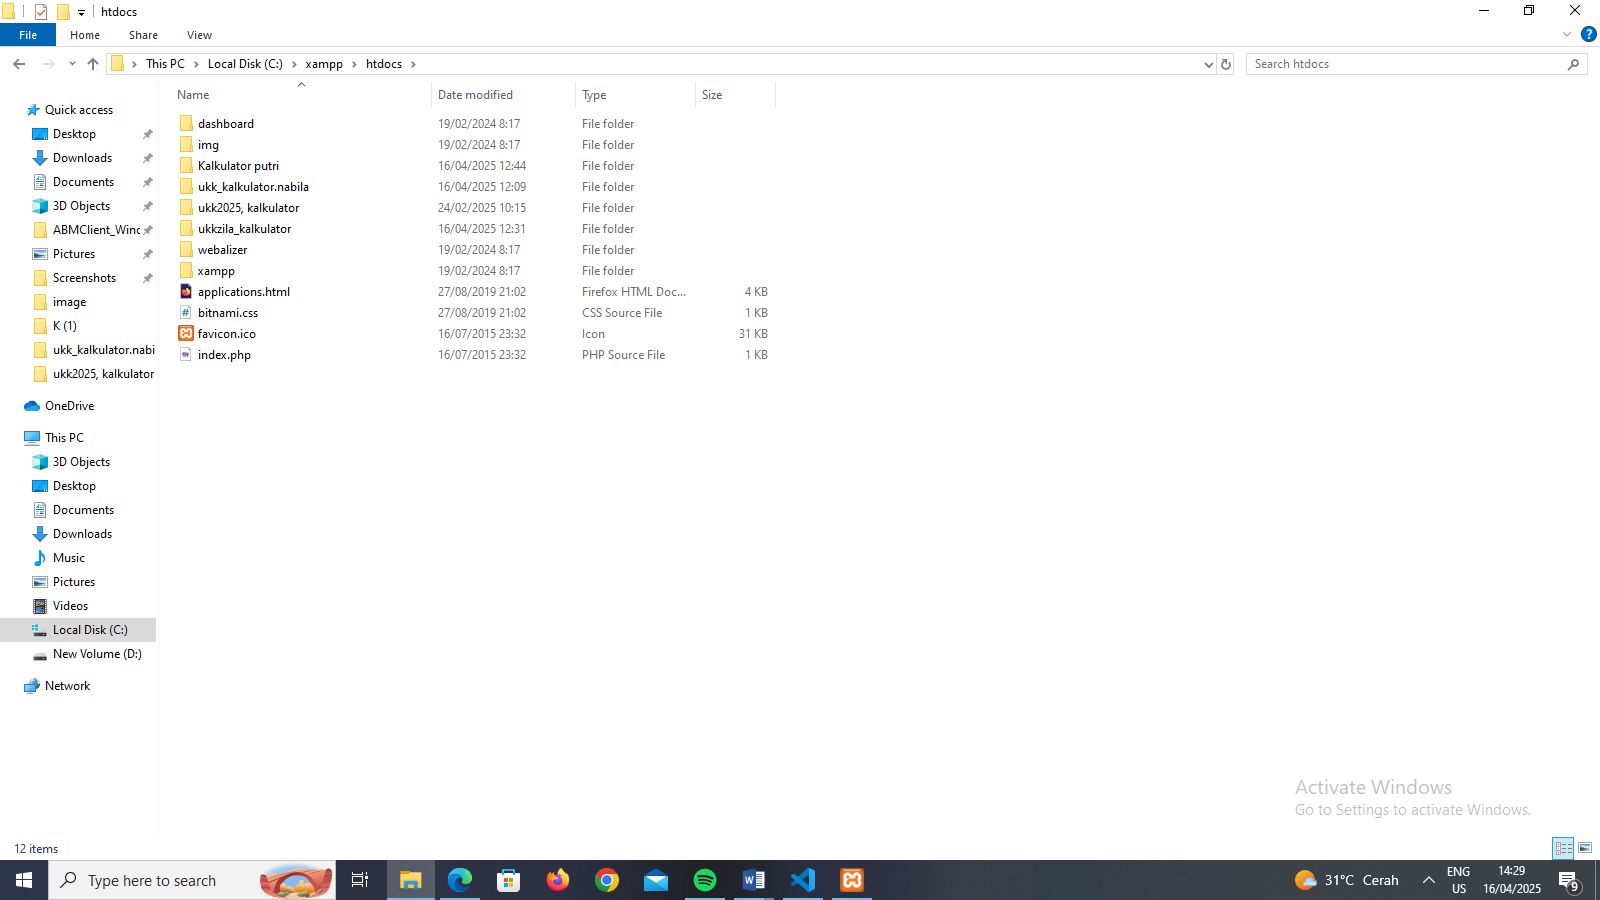 htdocs
File Home Share View
This PC Local Disk (C:) xampp htdocs
Search htdocs
Name Date modified Type Size
Quick access
Desktop
Downloads
Documents
3D Objects
ABMClient_Winc
Pictures
Screenshots
image
K (1)
ukk_kalkulator.nabi
ukk2025, kalkulator
OneDrive
This PC
3D Objects
Desktop
Documents
Downloads
Music
Pictures
Videos
Local Disk (C:)
New Volume (D:)
Network
dashboard 19/02/2024 8:17 File folder
img 19/02/2024 8:17 File folder
Kalkulator putri 16/04/2025 12:44 File folder
ukk_kalkulator.nabila 16/04/2025 12:09 File folder
ukk2025, kalkulator 24/02/2025 10:15 File folder
ukkzila_kalkulator 16/04/2025 12:31 File folder
webalizer 19/02/2024 8:17 File folder
xampp 19/02/2024 8:17 File folder
applications.html 27/08/2019 21:02 Firefox HTML Doc... 4 KB
bitnami.css 27/08/2019 21:02 CSS Source File 1 KB
favicon.ico 16/07/2015 23:32 Icon 31 KB
index.php 16/07/2015 23:32 PHP Source File 1 KB
Activate Windows
Go to Settings to activate Windows.
12 items
Type here to search
31°C Cerah
ENG
US
14:29
16/04/2025
9